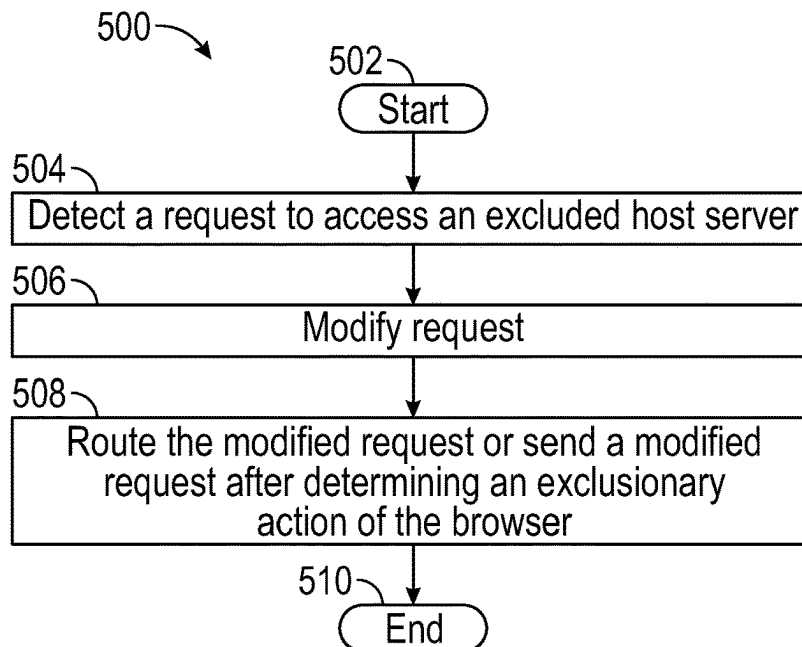 500
502
Start
504
Detect a request to access an excluded host server
506
Modify request
508
Route the modified request or send a modified
request after determining an exclusionary
action of the browser
510
End